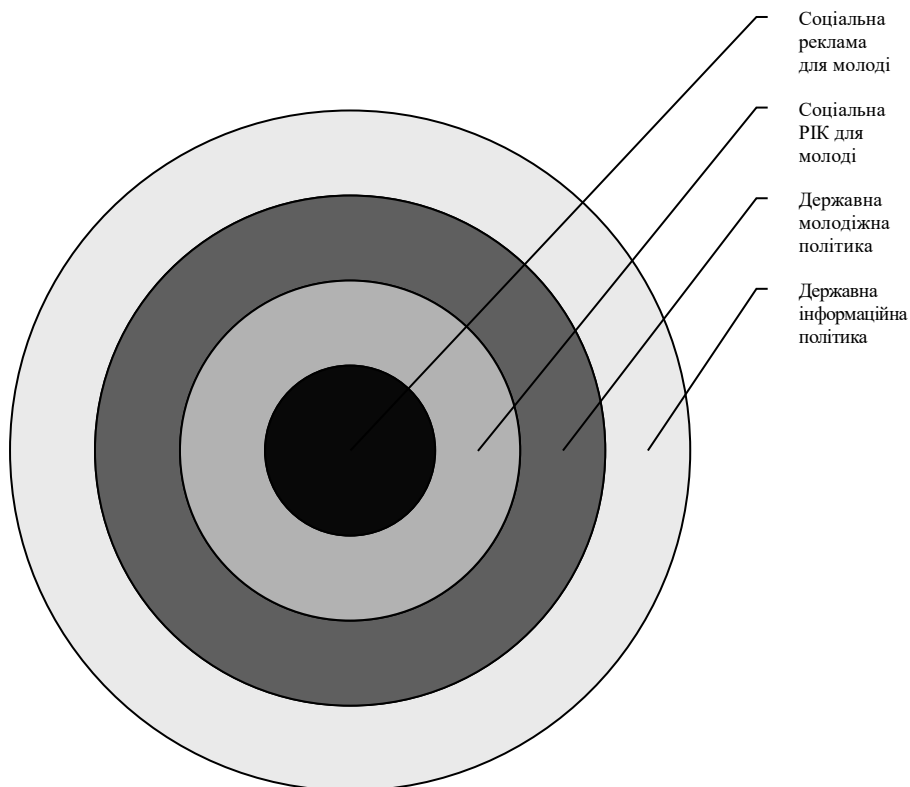 Соціальна
реклама
для молоді
Соціальна
РІК для
молоді
Державна
молодіжна
політика
Державна
інформаційна
політика